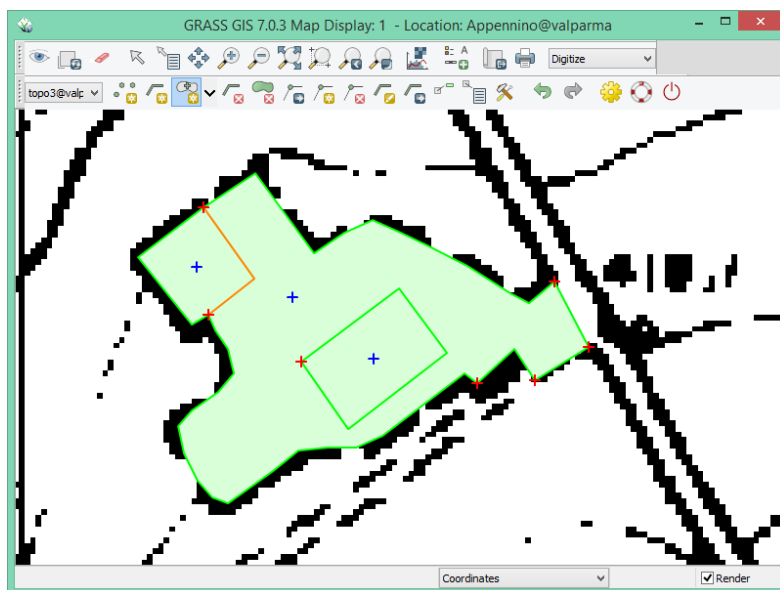 GRASS GIS 7.0.3 Map Display: 1 - Location: Appennino@valparma
Digitize
topo3@valp
Coordinates
Render